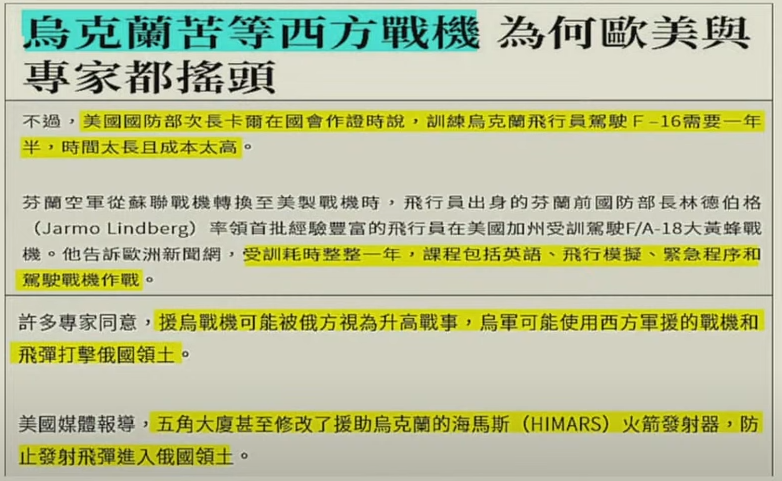 烏克蘭苦等西方戰機 為何歐美與
專家都搖頭
不過，美國國防部次長卡爾在國會作證時說，訓練烏克蘭飛行員駕駛Ｆ–16需要一年
半，時間太長且成本太高。
芬蘭空軍從蘇聯戰機轉換至美製戰機時，飛行員出身的芬蘭前國防部長林德伯格
（Jarmo Lindberg）率領首批經驗豐富的飛行員在美國加州受訓駕駛F/A-18大黃蜂戰
機。他告訴歐洲新聞網，受訓耗時整整一年，課程包括英語、飛行模擬、緊急程序和
駕駛戰機作戰。
許多專家同意，援烏戰機可能被俄方視為升高戰事，烏軍可能使用西方軍援的戰機和
飛彈打擊俄國領土。
美國媒體報導，五角大廈甚至修改了援助烏克蘭的海馬斯（HIMARS）火箭發射器，防
止發射飛彈進入俄國領土。